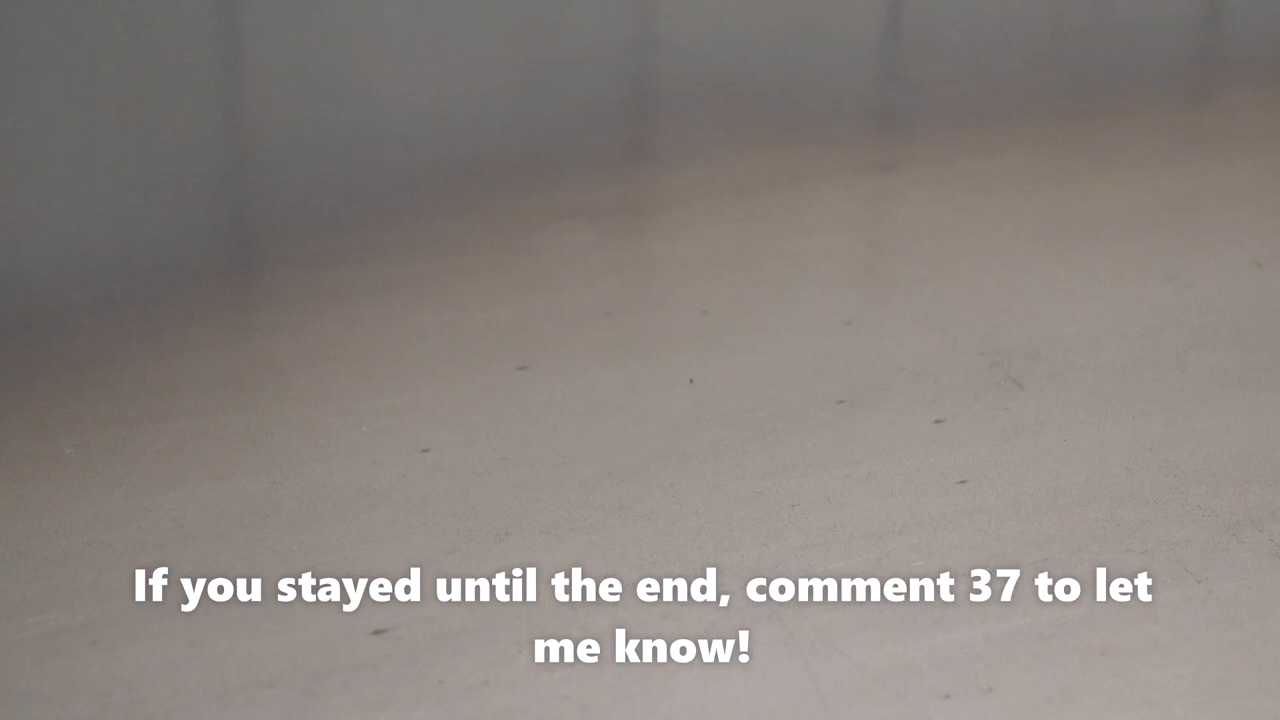 If you stayed until the end, comment 37 to let
me know!